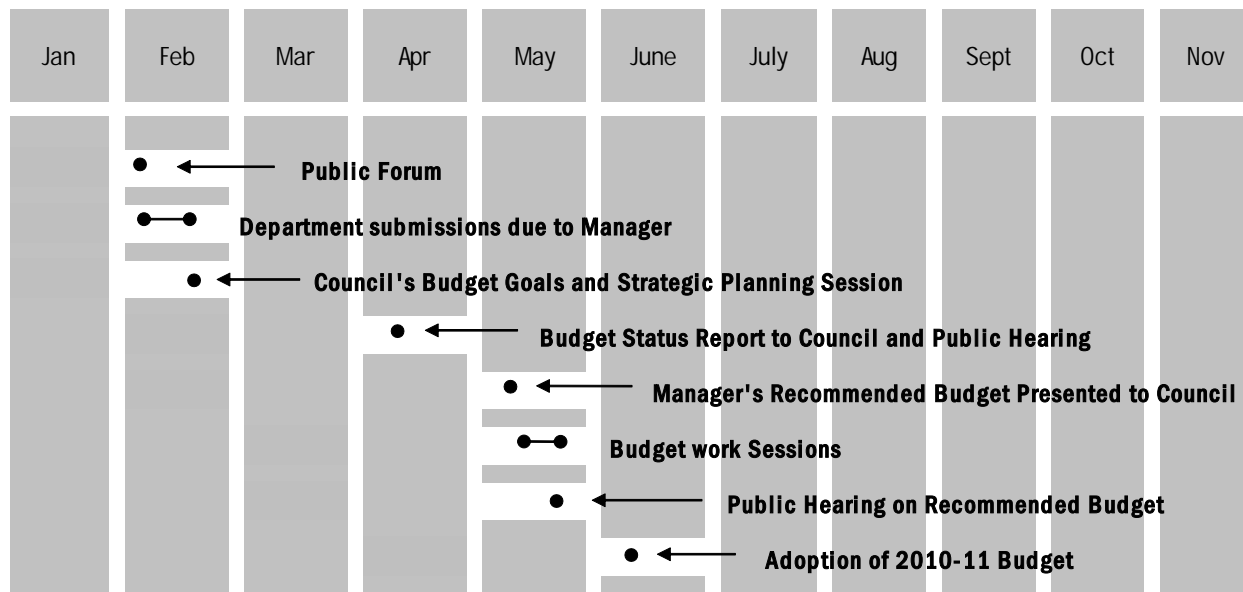 Jan Feb Mar Apr May June July Aug Sept Oct Nov
Public Forum
Department submissions due to Manager
Council's Budget Goals and Strategic Planning Session
Budget Status Report to Council and Public Hearing
Manager's Recommended Budget Presented to Council
Budget work Sessions
Public Hearing on Recommended Budget
Adoption of 2010-11 Budget